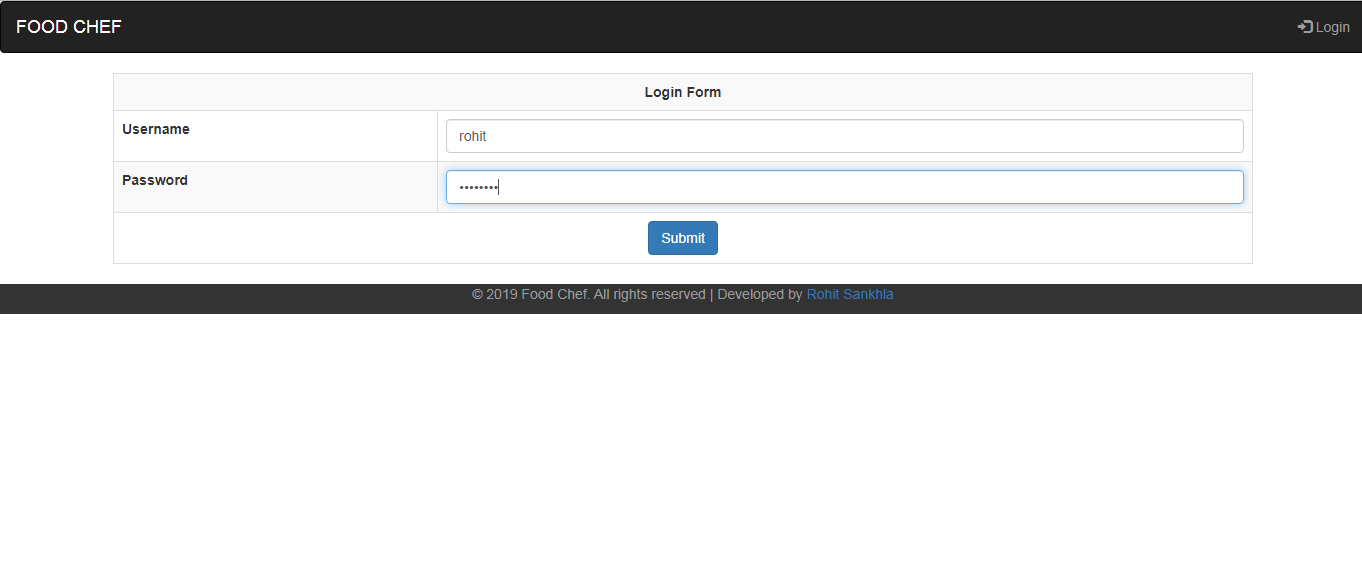 FOOD CHEF
Login
Login Form
Username
rohit
Password
••••••••
Submit
© 2019 Food Chef. All rights reserved | Developed by Rohit Sankhla